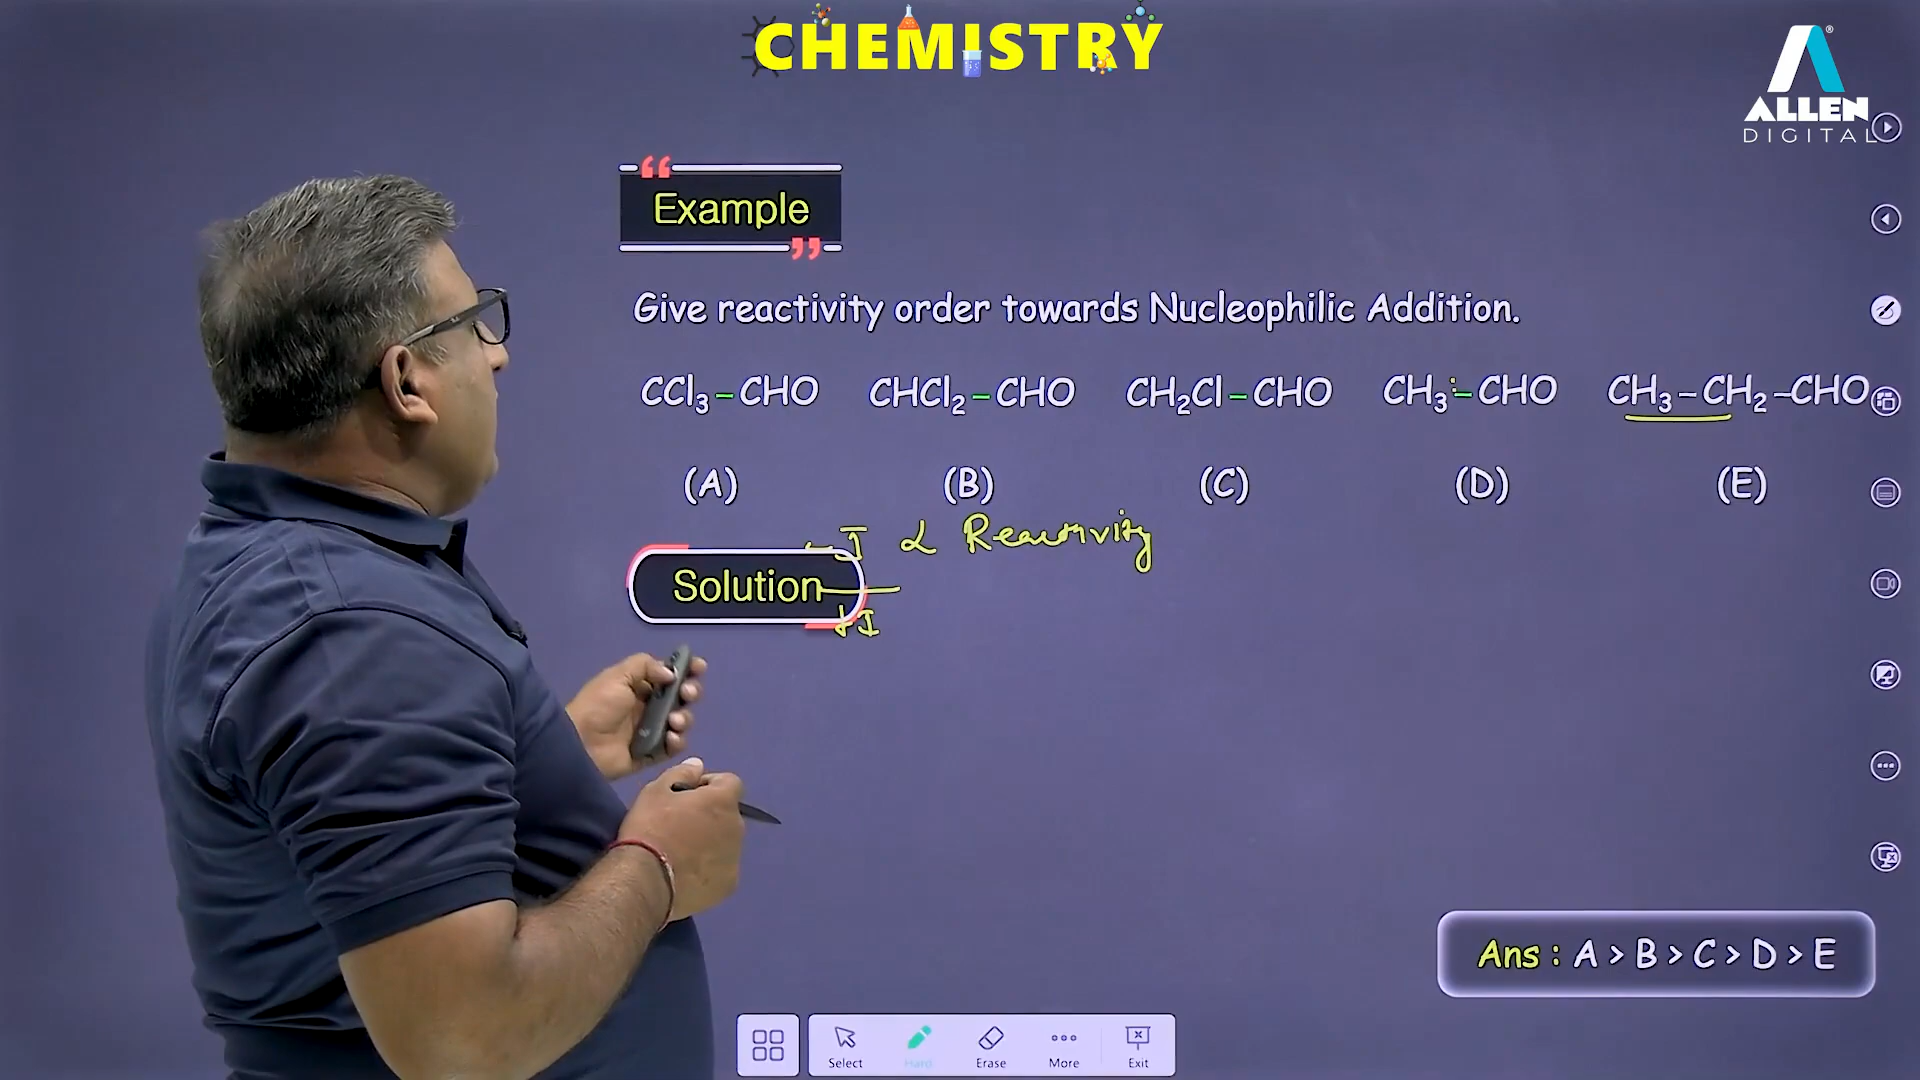 CHEMISTRY
ALLEN
DIGITAL
Example
Give reactivity order towards Nucleophilic Addition.
CCl₃–CHO CHCl₂–CHO CH₂Cl–CHO CH₃–CHO CH₃–CH₂–CHO
(A) (B) (C) (D) (E)
-I α Reactivity
Solution
+I
Ans : A > B > C > D > E
Select Hard Erase More Exit